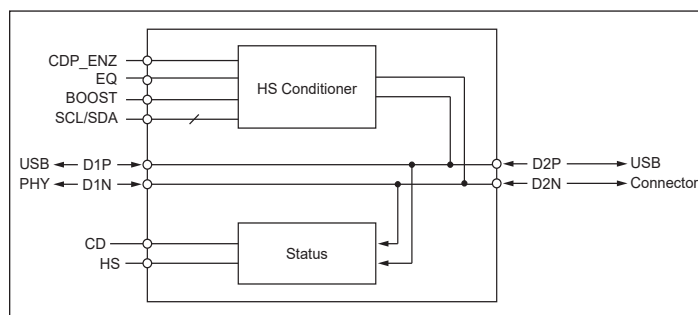 CDP_ENZ
EQ
BOOST
SCL/SDA
HS Conditioner
USB D1P D2P USB
PHY D1N D2N Connector
CD
HS
Status